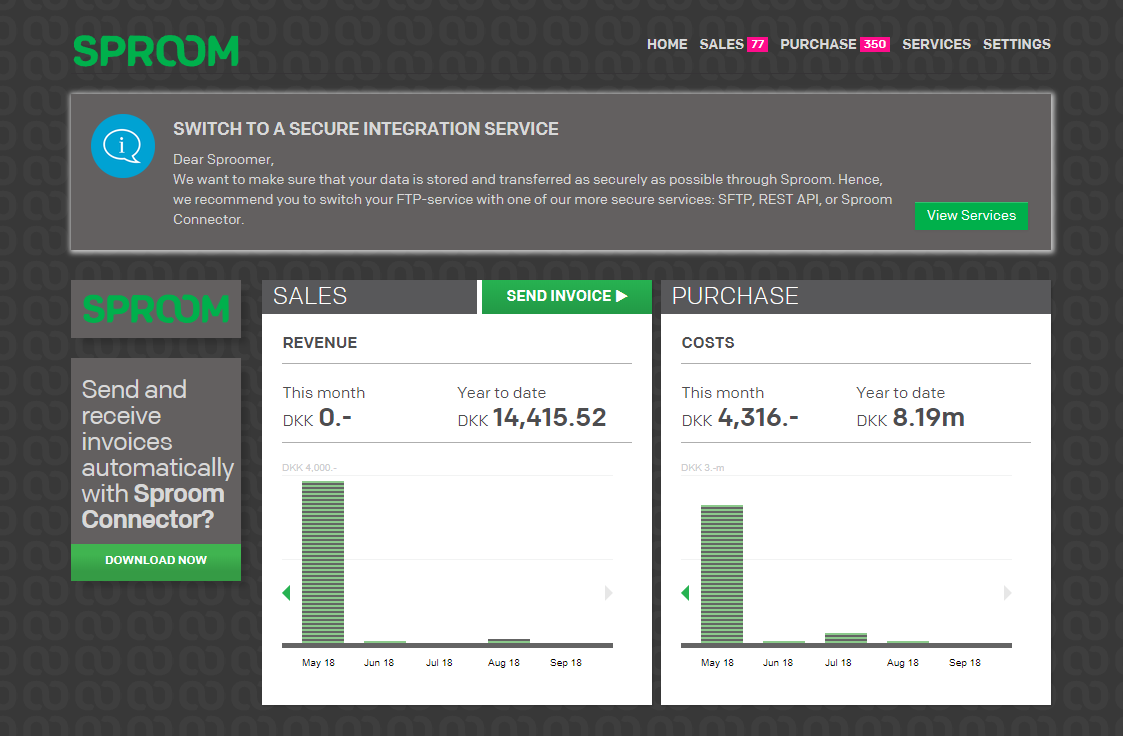 SPROOM
HOME SALES 77 PURCHASE 350 SERVICES SETTINGS
i
SWITCH TO A SECURE INTEGRATION SERVICE
Dear Sproomer,
We want to make sure that your data is stored and transferred as securely as possible through Sproom. Hence,
we recommend you to switch your FTP-service with one of our more secure services: SFTP, REST API, or Sproom
Connector.
View Services
SPROOM
Send and
receive
invoices
automatically
with Sproom
Connector?
DOWNLOAD NOW
SALES
SEND INVOICE ▶
REVENUE
This month
DKK 0.-
Year to date
DKK 14,415.52
DKK 4,000.-
May 18 Jun 18 Jul 18 Aug 18 Sep 18
PURCHASE
COSTS
This month
DKK 4,316.-
Year to date
DKK 8.19m
DKK 3.-m
May 18 Jun 18 Jul 18 Aug 18 Sep 18